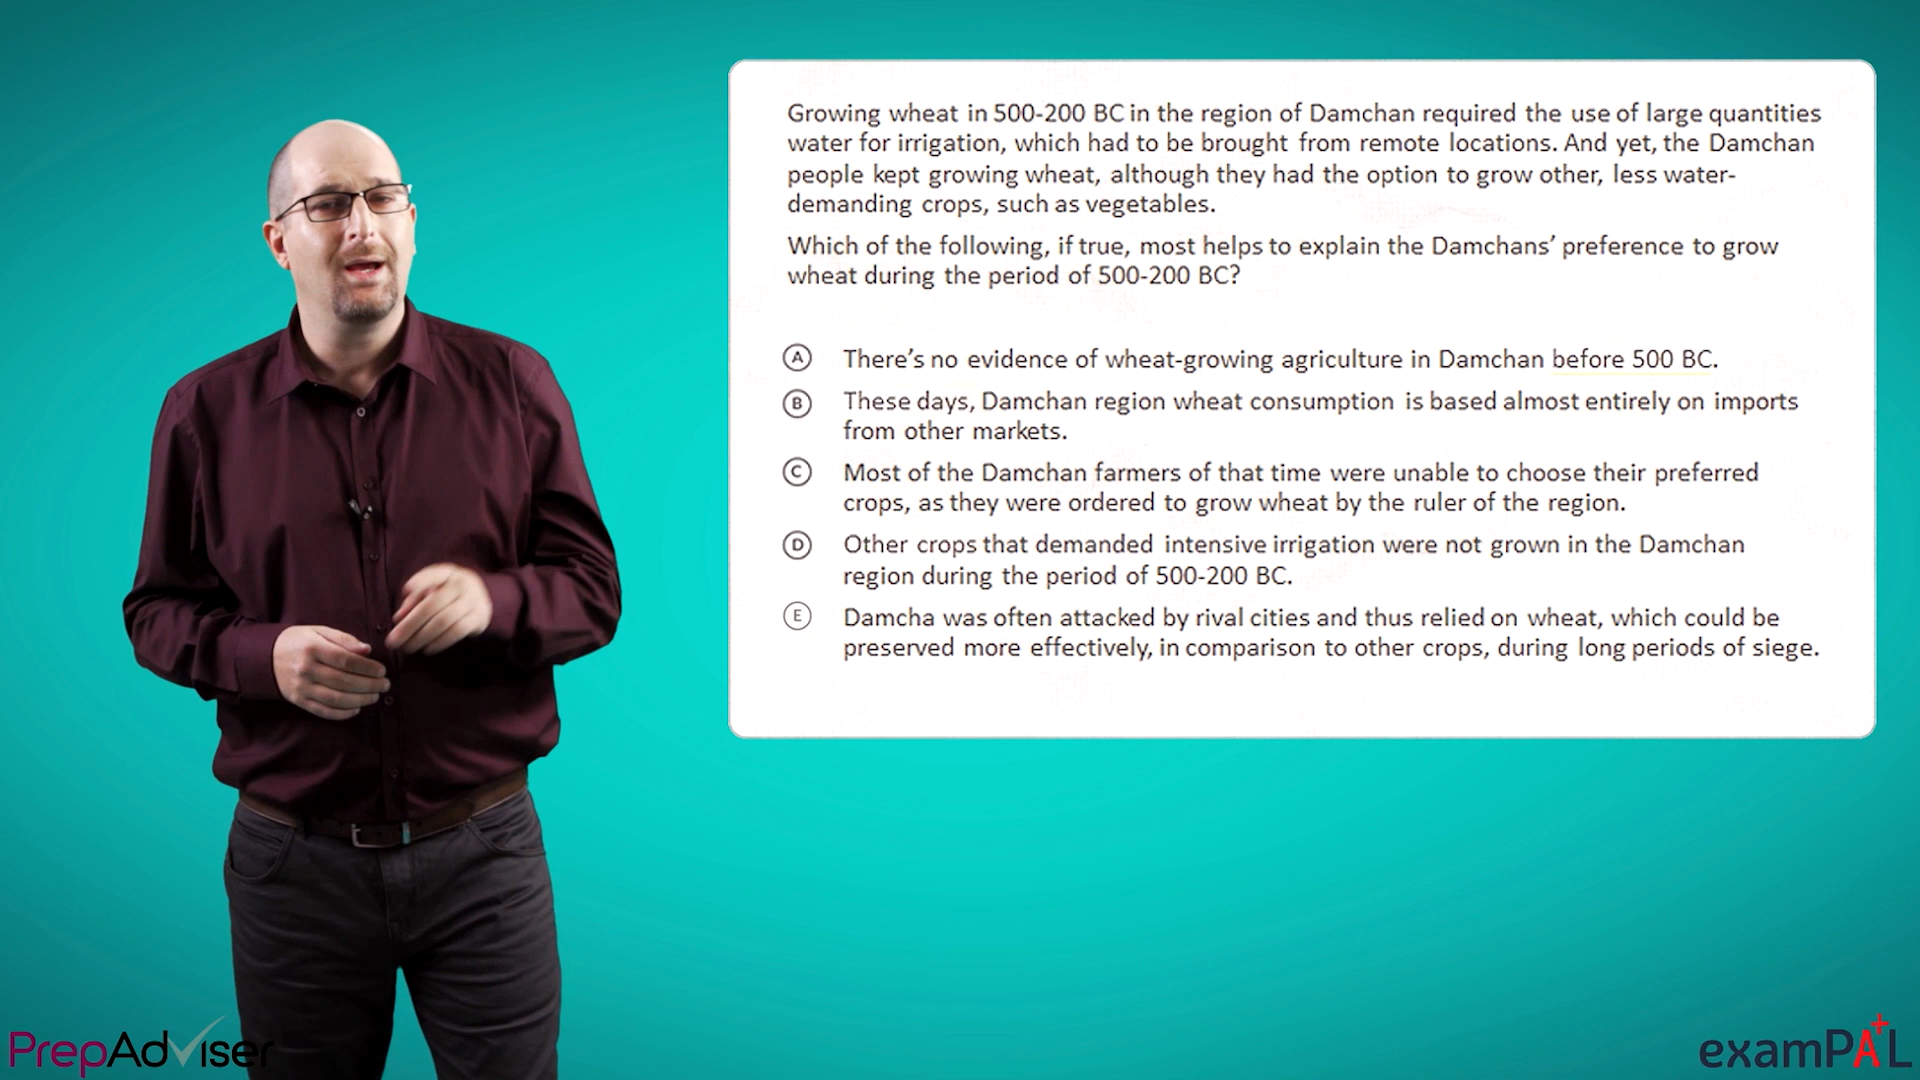 Growing wheat in 500-200 BC in the region of Damchan required the use of large quantities
water for irrigation, which had to be brought from remote locations. And yet, the Damchan
people kept growing wheat, although they had the option to grow other, less water-
demanding crops, such as vegetables.
Which of the following, if true, most helps to explain the Damchans’ preference to grow
wheat during the period of 500-200 BC?
A There’s no evidence of wheat-growing agriculture in Damchan before 500 BC.
B These days, Damchan region wheat consumption is based almost entirely on imports
from other markets.
C Most of the Damchan farmers of that time were unable to choose their preferred
crops, as they were ordered to grow wheat by the ruler of the region.
D Other crops that demanded intensive irrigation were not grown in the Damchan
region during the period of 500-200 BC.
E Damcha was often attacked by rival cities and thus relied on wheat, which could be
preserved more effectively, in comparison to other crops, during long periods of siege.
PrepAdviser
examPAL